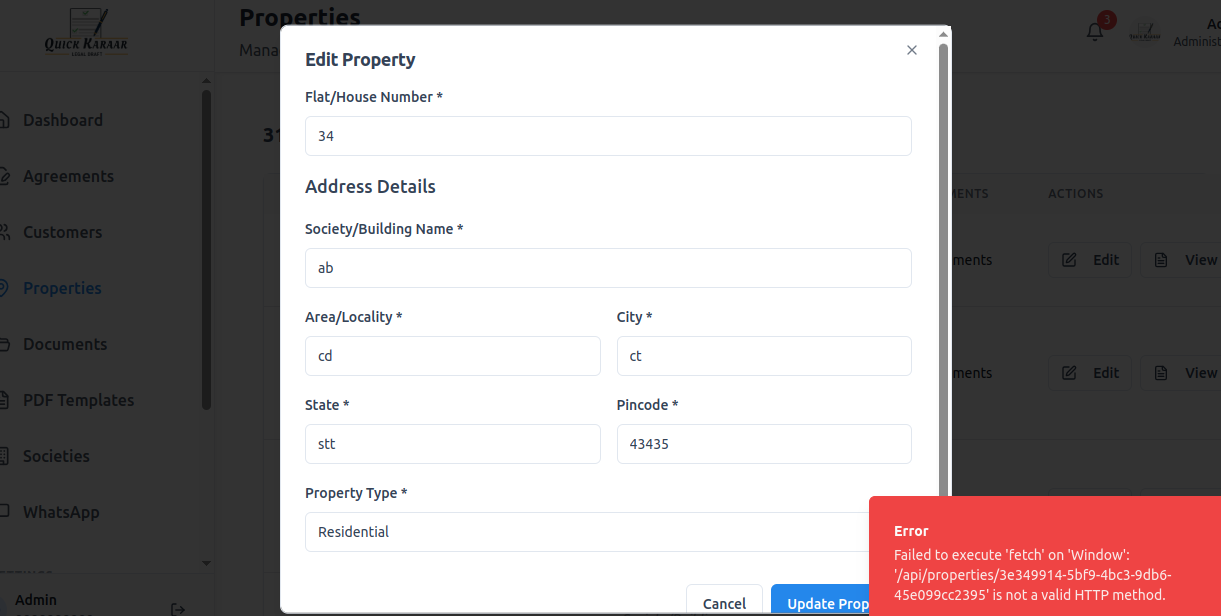 QUICK KARAAR
LEGAL DRAFT
Properties
Mana
3
Ad
Administ
Dashboard
Agreements
Customers
Properties
Documents
PDF Templates
Societies
WhatsApp
Admin
31
MENTS
ACTIONS
ments
Edit
View
ments
Edit
View
Edit Property
Flat/House Number *
34
Address Details
Society/Building Name *
ab
Area/Locality *
City *
cd
ct
State *
Pincode *
stt
43435
Property Type *
Residential
Cancel
Update Prop
Error
Failed to execute 'fetch' on 'Window':
'/api/properties/3e349914-5bf9-4bc3-9db6-
45e099cc2395' is not a valid HTTP method.